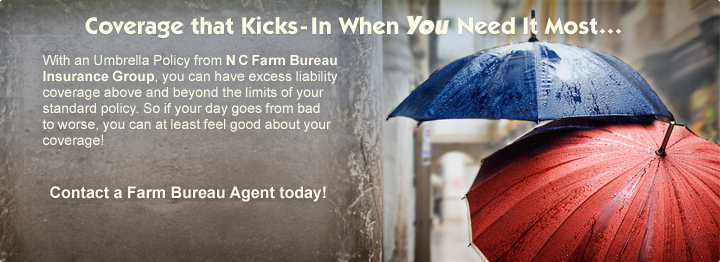 Coverage that Kicks-In When You Need It Most...
With an Umbrella Policy from NC Farm Bureau
Insurance Group, you can have excess liability
coverage above and beyond the limits of your
standard policy. So if your day goes from bad
to worse, you can at least feel good about your
coverage!
Contact a Farm Bureau Agent today!